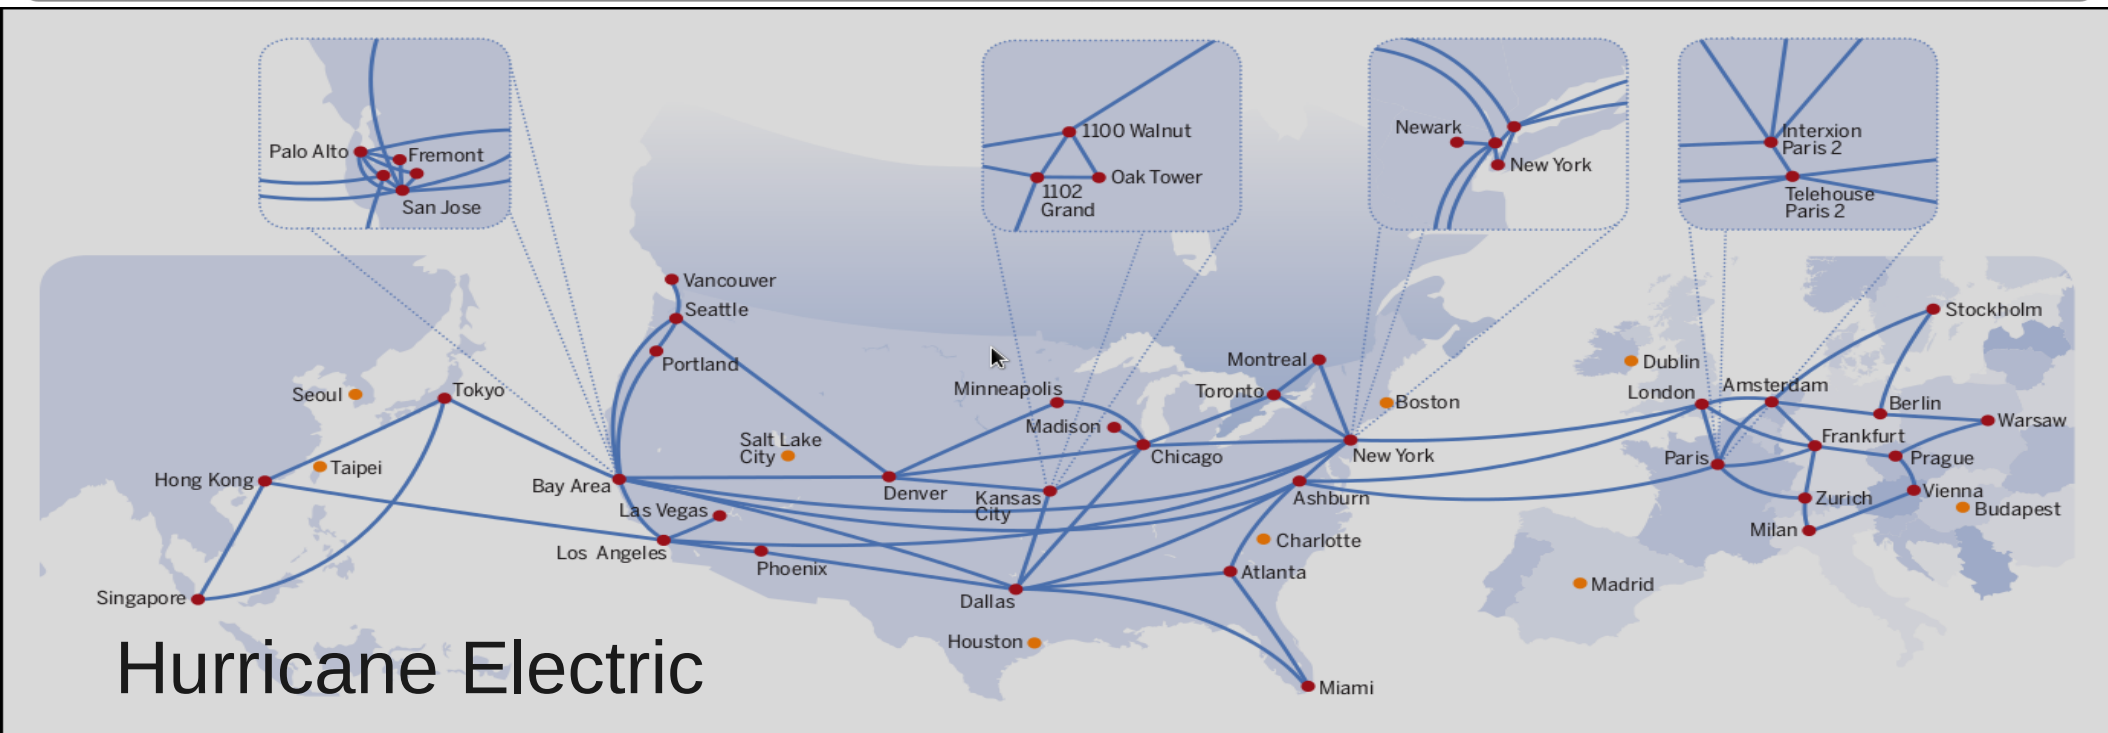 Palo Alto
Fremont
San Jose
1100 Walnut
1102
Grand
Oak Tower
Newark
New York
Interxion
Paris 2
Telehouse
Paris 2
Vancouver
Seattle
Portland
Seoul
Tokyo
Taipei
Hong Kong
Singapore
Salt Lake
City
Bay Area
Las Vegas
Los Angeles
Phoenix
Denver
Minneapolis
Madison
Chicago
Kansas
City
Dallas
Houston
Montreal
Toronto
Boston
New York
Ashburn
Charlotte
Atlanta
Miami
Dublin
London
Amsterdam
Stockholm
Berlin
Warsaw
Frankfurt
Paris
Prague
Zurich
Vienna
Budapest
Milan
Madrid
Hurricane Electric